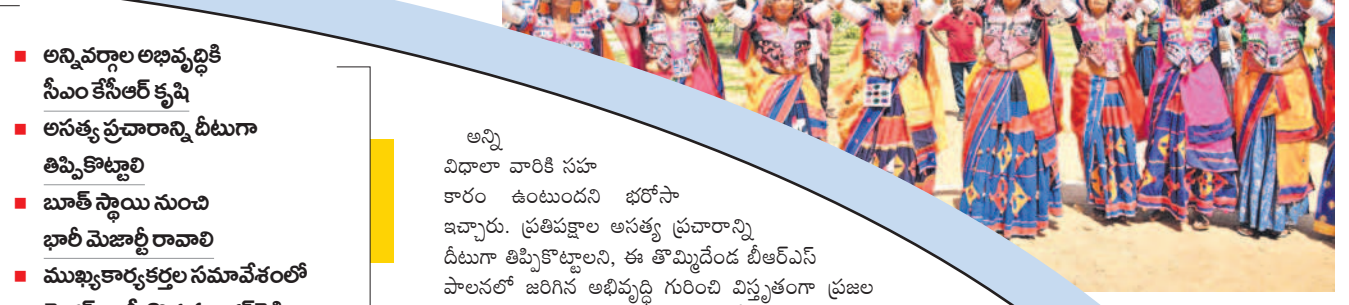 అన్నివర్గాల అభివృద్ధికి
సీఎం కేసీఆర్ కృషి
అసత్య ప్రచారాన్ని దీటుగా
తిప్పికొట్టాలి
బూత్ స్థాయి నుంచి
భారీ మెజార్టీ రావాలి
ముఖ్యకార్యకర్తల సమావేశంలో
అన్ని
విధాలా వారికి సహ
కారం ఉంటుందని భరోసా
ఇచ్చారు. ప్రతిపక్షాల అసత్య ప్రచారాన్ని
దీటుగా తిప్పికొట్టాలని, ఈ తొమ్మిదేండ్ల బీఆర్ఎస్
పాలనలో జరిగిన అభివృద్ధి గురించి విస్తృతంగా ప్రజల